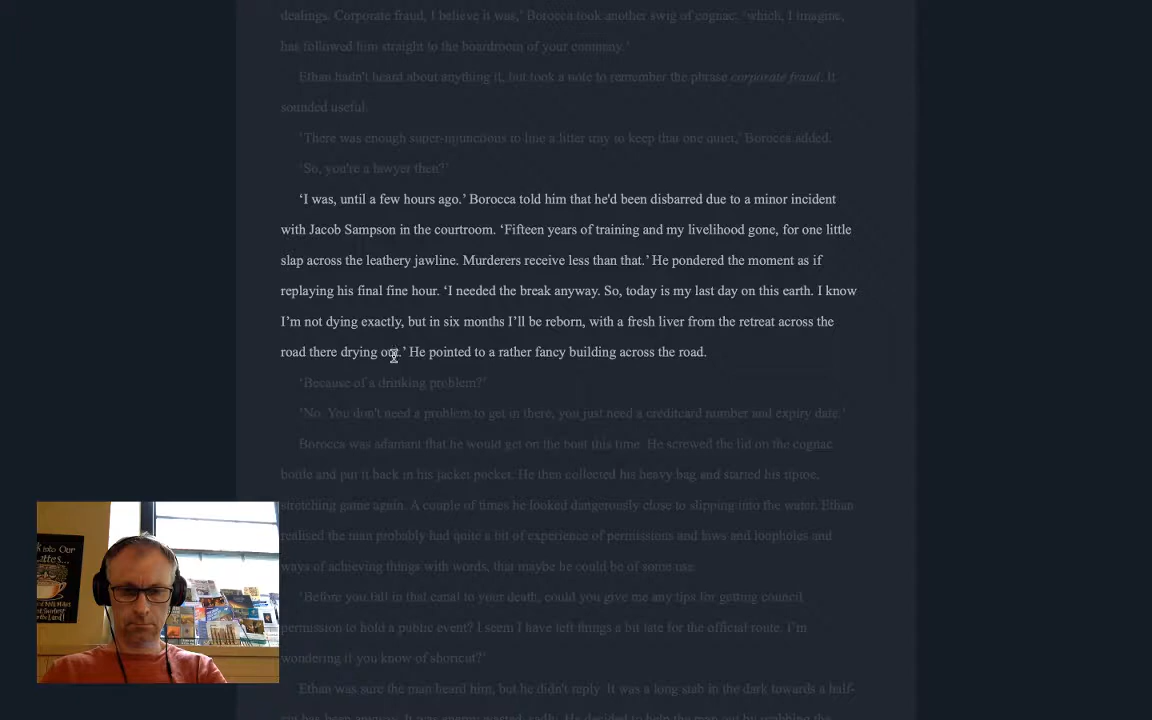 dealings. Corporate fraud, I believe it was,' Borocca took another swig of cognac. 'which, I imagine,
has followed him straight to the boardroom of your company.'
Ethan hadn't heard about anything it, but took a note to remember the phrase corporate fraud. It
sounded useful.
'There was enough super-injunctions to line a litter tray to keep that one quiet,' Borocca added.
'So, you're a lawyer then?'
‘I was, until a few hours ago.’ Borocca told him that he'd been disbarred due to a minor incident
with Jacob Sampson in the courtroom. ‘Fifteen years of training and my livelihood gone, for one little
slap across the leathery jawline. Murderers receive less than that.’ He pondered the moment as if
replaying his final fine hour. ‘I needed the break anyway. So, today is my last day on this earth. I know
I’m not dying exactly, but in six months I’ll be reborn, with a fresh liver from the retreat across the
road there drying out.’ He pointed to a rather fancy building across the road.
‘Because of a drinking problem?’
‘No. You don't need a problem to get in there, you just need a creditcard number and expiry date.’
Borocca was adamant that he would get on the boat this time. He screwed the lid on the cognac
bottle and put it back in his jacket pocket. He then collected his heavy bag and started his tiptoe,
stretching game again. A couple of times he looked dangerously close to slipping into the water. Ethan
realised the man probably had quite a bit of experience of permissions and laws and loopholes and
ways of achieving things with words, that maybe he could be of some use.
‘Before you fall in that canal to your death, could you give me any tips for getting council
permission to hold a public event? I seem I have left things a bit late for the official route. I’m
wondering if you know of shortcut?’
Ethan was sure the man heard him, but he didn't reply. It was a long stab in the dark towards a half-
into Our